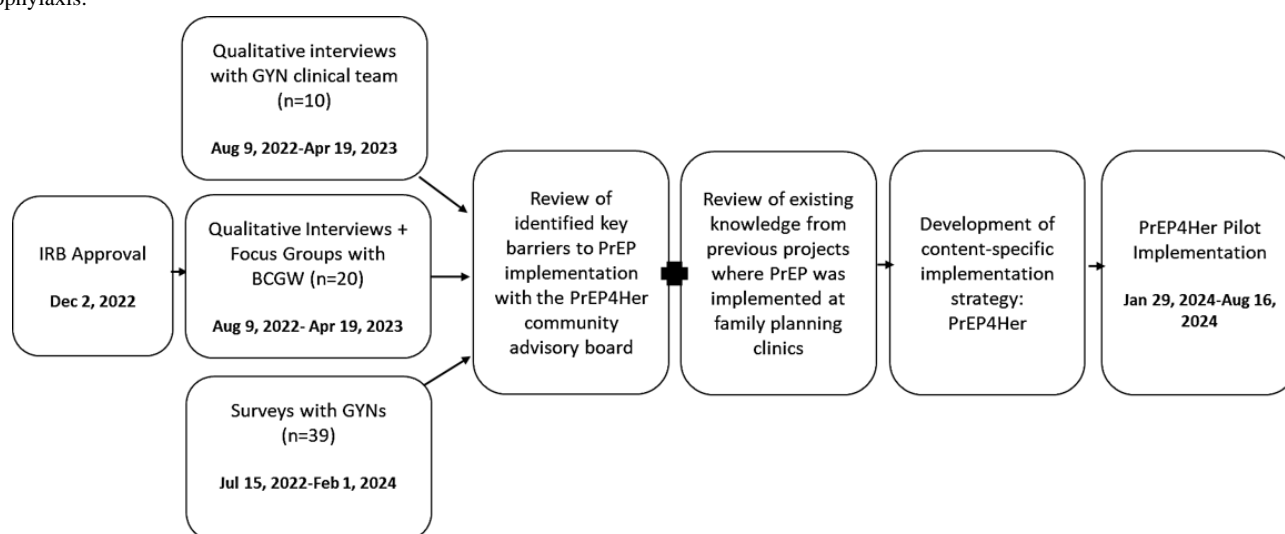 ophylaxis.
Qualitative interviews
with GYN clinical team
(n=10)
Aug 9, 2022-Apr 19, 2023
IRB Approval
Dec 2, 2022
Qualitative Interviews +
Focus Groups with
BCGW (n=20)
Aug 9, 2022- Apr 19, 2023
Surveys with GYNs
(n=39)
Jul 15, 2022-Feb 1, 2024
Review of
identified key
barriers to PrEP
implementation
with the PrEP4Her
community
advisory board
Review of existing
knowledge from
previous projects
where PrEP was
implemented at
family planning
clinics
Development of
content-specific
implementation
strategy:
PrEP4Her
PrEP4Her Pilot
Implementation
Jan 29, 2024-Aug 16,
2024